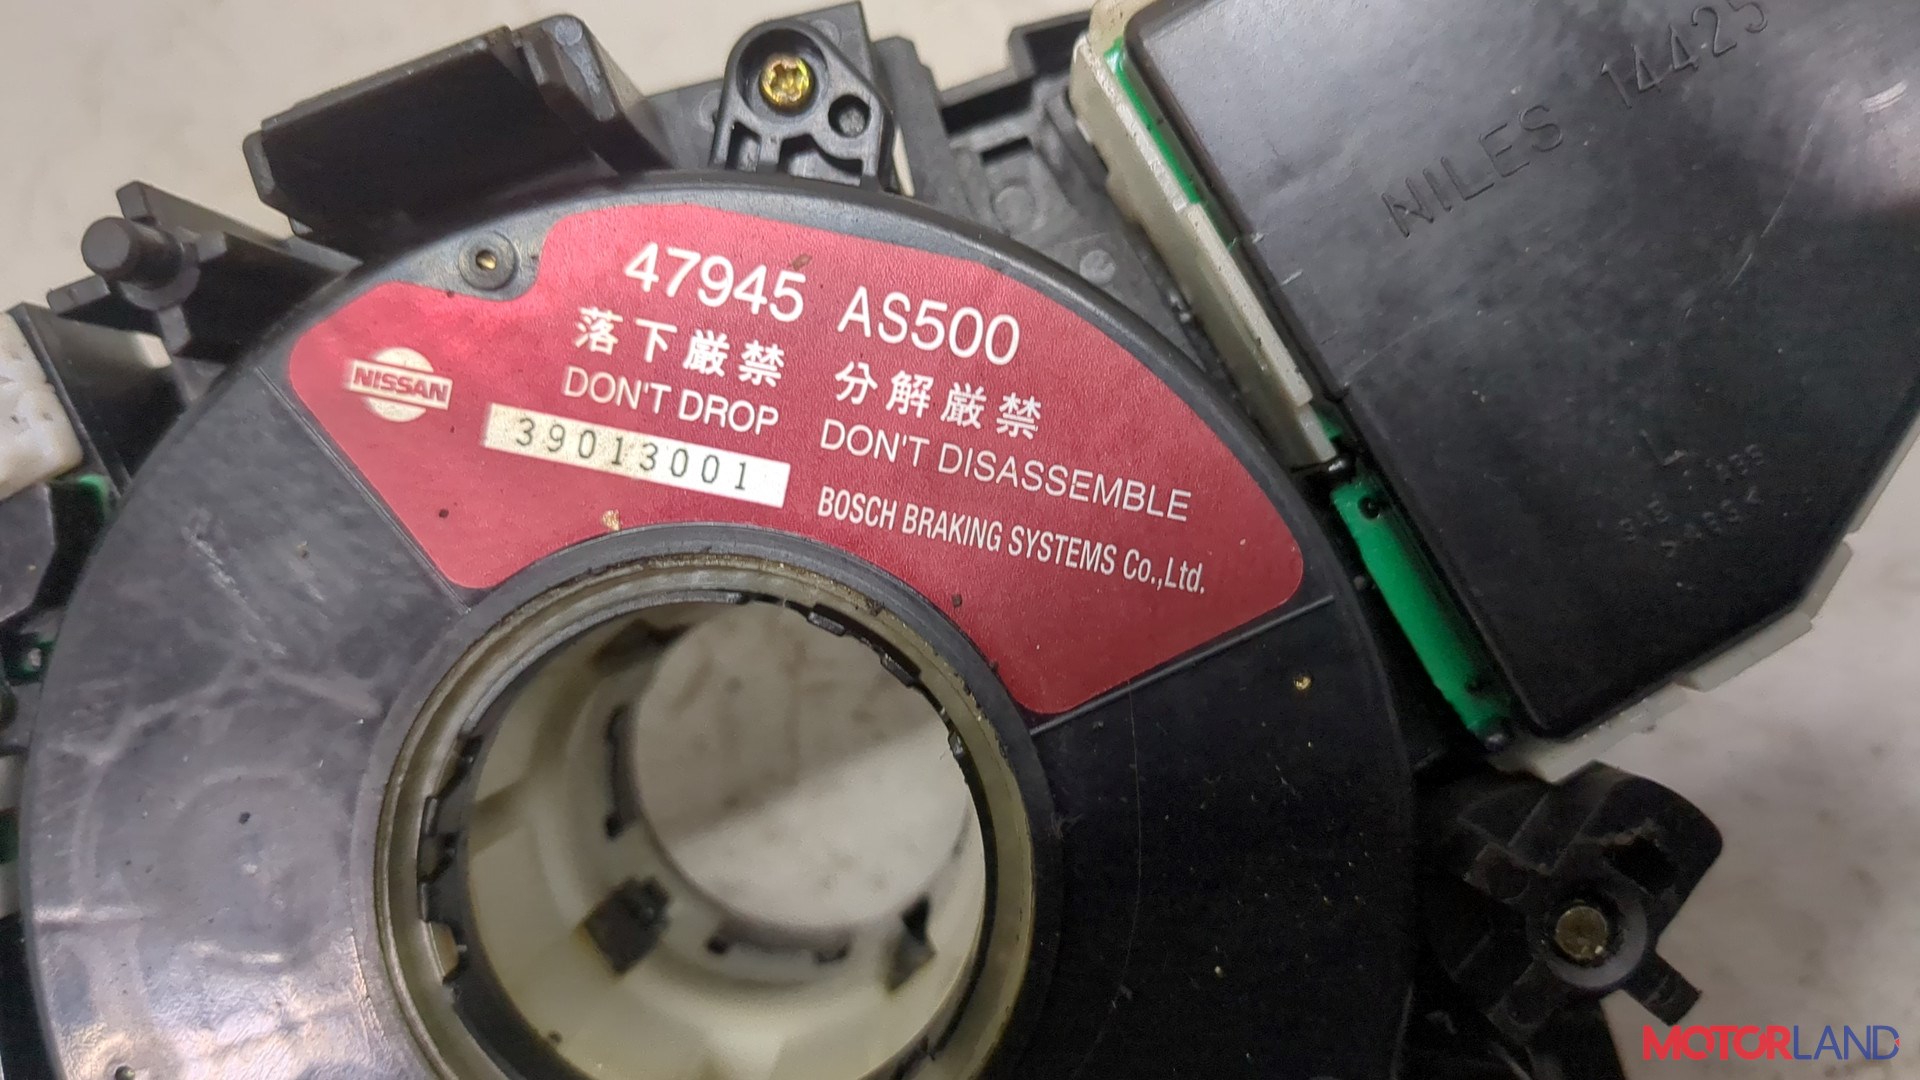 NILES 14425
47945 AS500
落下厳禁 分解厳禁
DON'T DROP DON'T DISASSEMBLE
NISSAN
39013001
BOSCH BRAKING SYSTEMS Co.,Ltd.
MOTORLAND